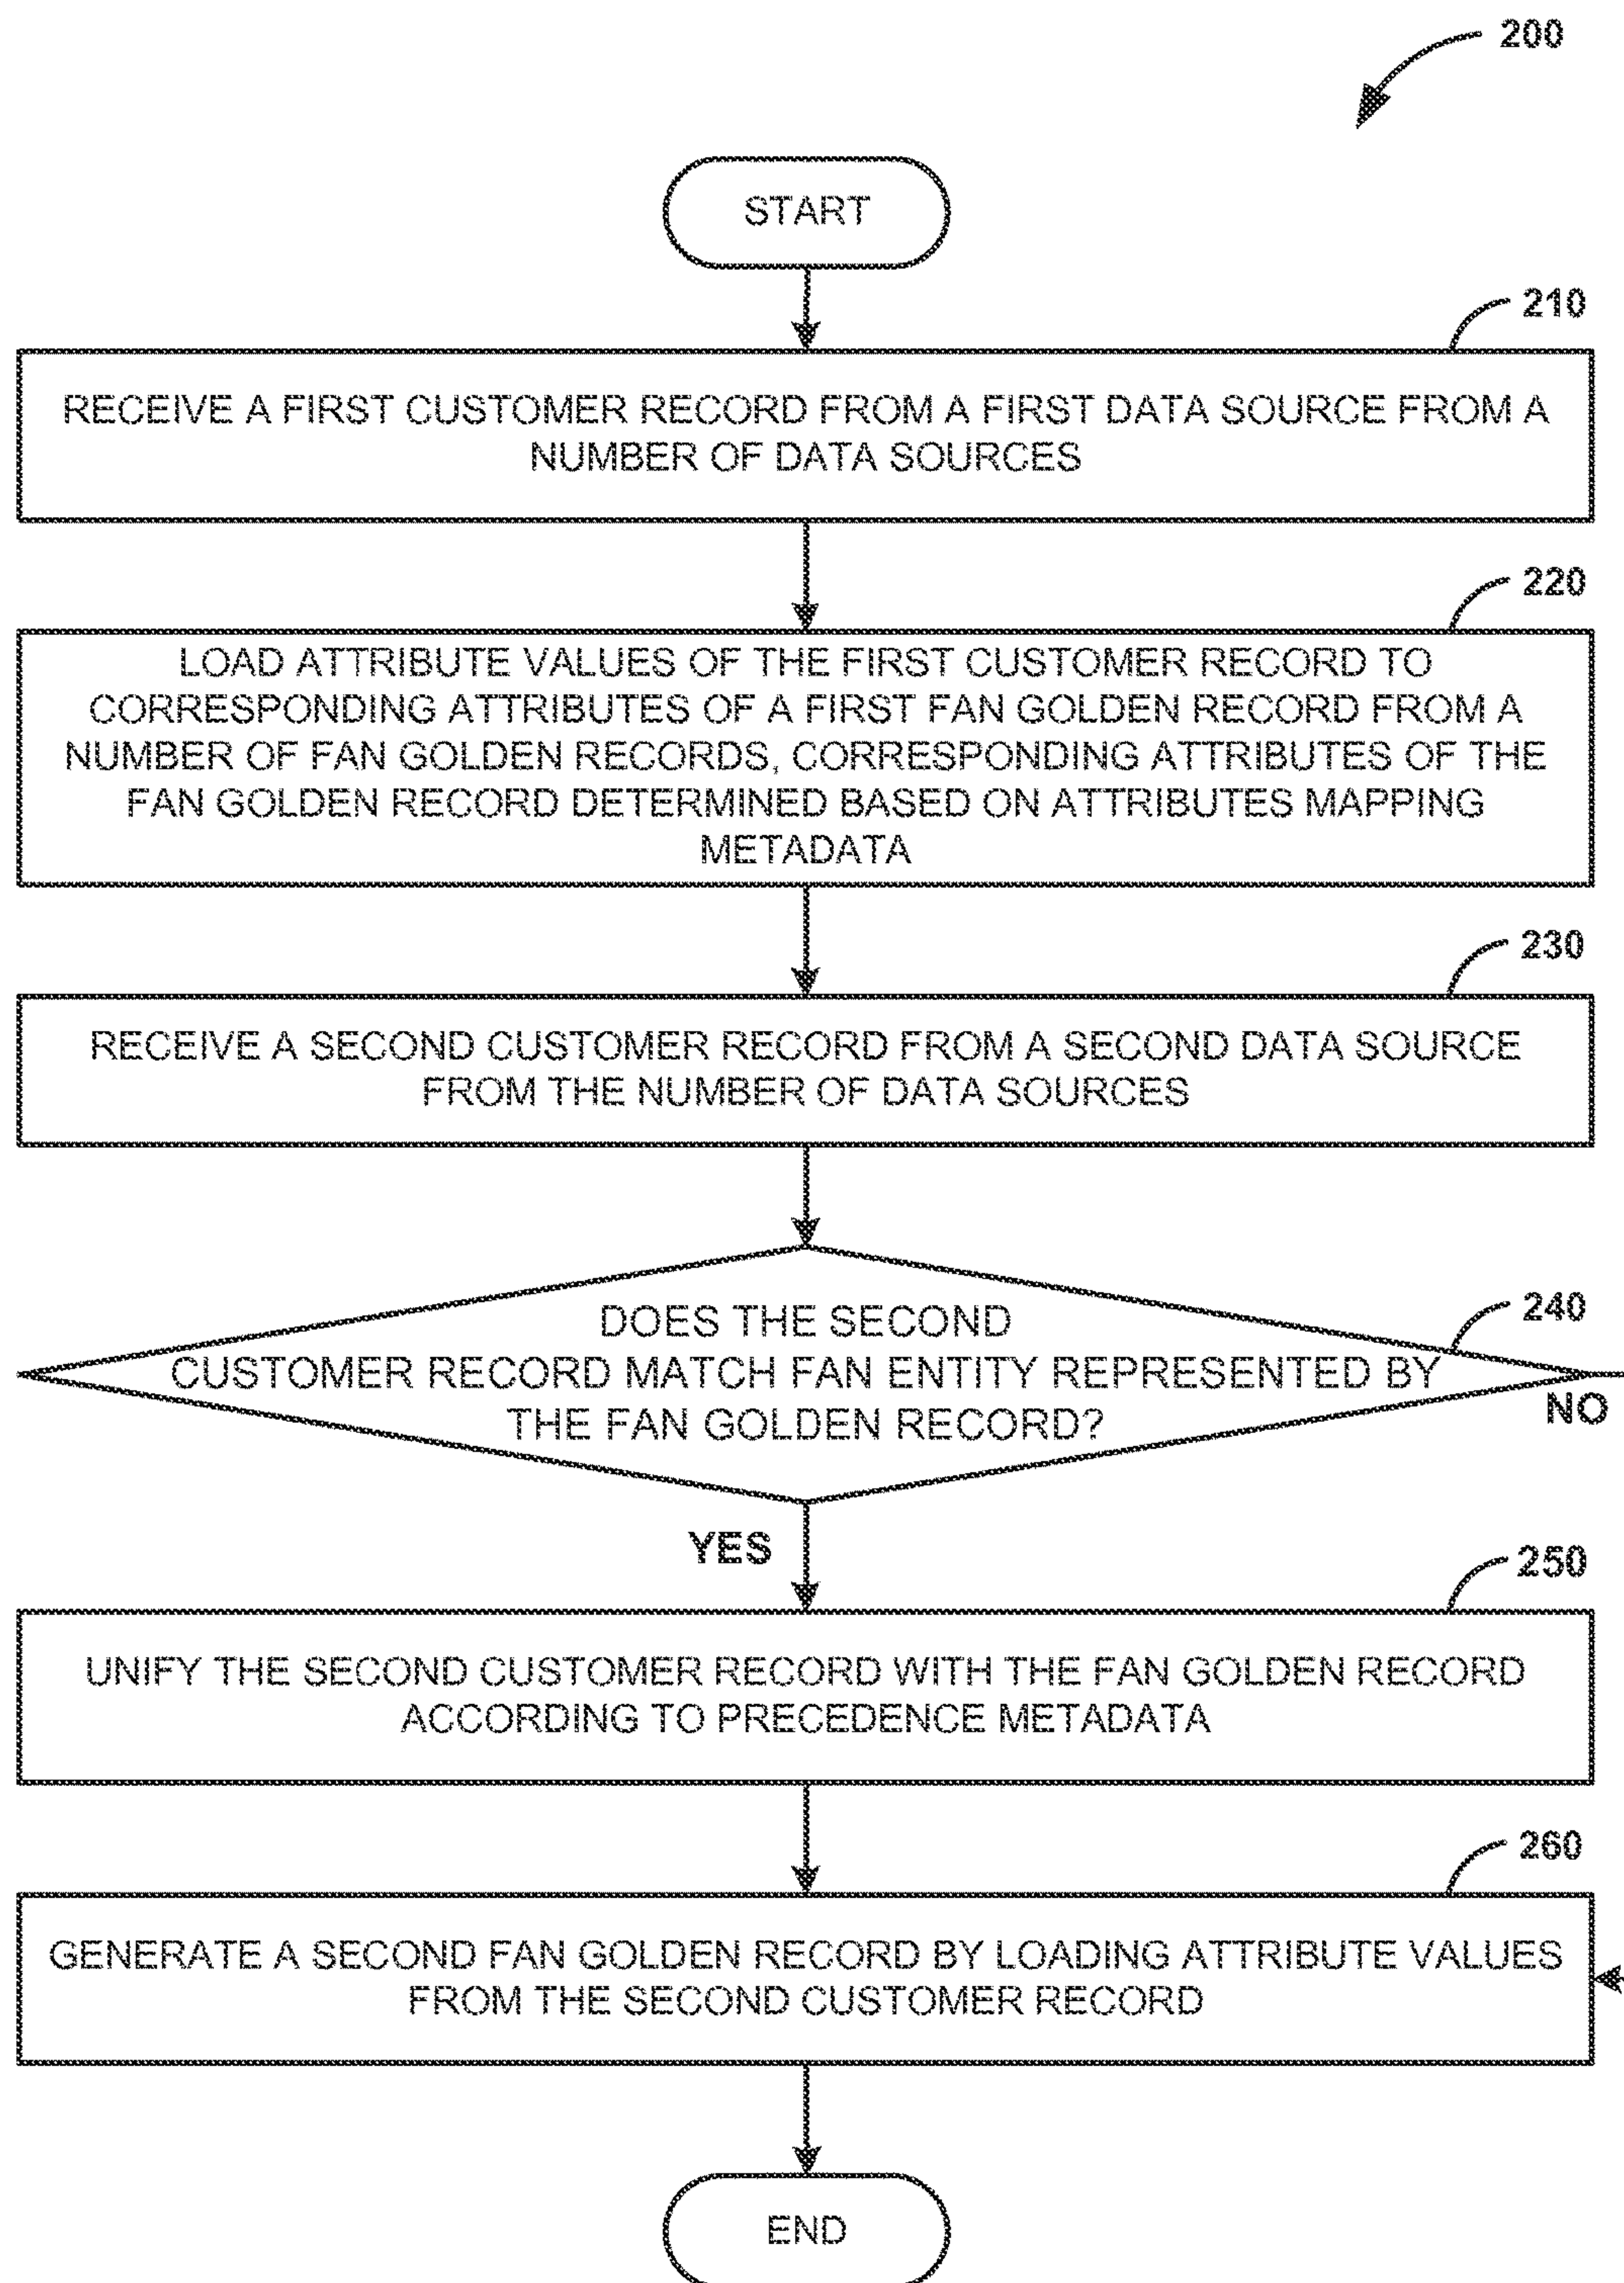 200
START
210
RECEIVE A FIRST CUSTOMER RECORD FROM A FIRST DATA SOURCE FROM A
NUMBER OF DATA SOURCES
220
LOAD ATTRIBUTE VALUES OF THE FIRST CUSTOMER RECORD TO
CORRESPONDING ATTRIBUTES OF A FIRST FAN GOLDEN RECORD FROM A
NUMBER OF FAN GOLDEN RECORDS, CORRESPONDING ATTRIBUTES OF THE
FAN GOLDEN RECORD DETERMINED BASED ON ATTRIBUTES MAPPING
METADATA
230
RECEIVE A SECOND CUSTOMER RECORD FROM A SECOND DATA SOURCE
FROM THE NUMBER OF DATA SOURCES
240
DOES THE SECOND
CUSTOMER RECORD MATCH FAN ENTITY REPRESENTED BY
THE FAN GOLDEN RECORD?
NO
YES
250
UNIFY THE SECOND CUSTOMER RECORD WITH THE FAN GOLDEN RECORD
ACCORDING TO PRECEDENCE METADATA
260
GENERATE A SECOND FAN GOLDEN RECORD BY LOADING ATTRIBUTE VALUES
FROM THE SECOND CUSTOMER RECORD
END